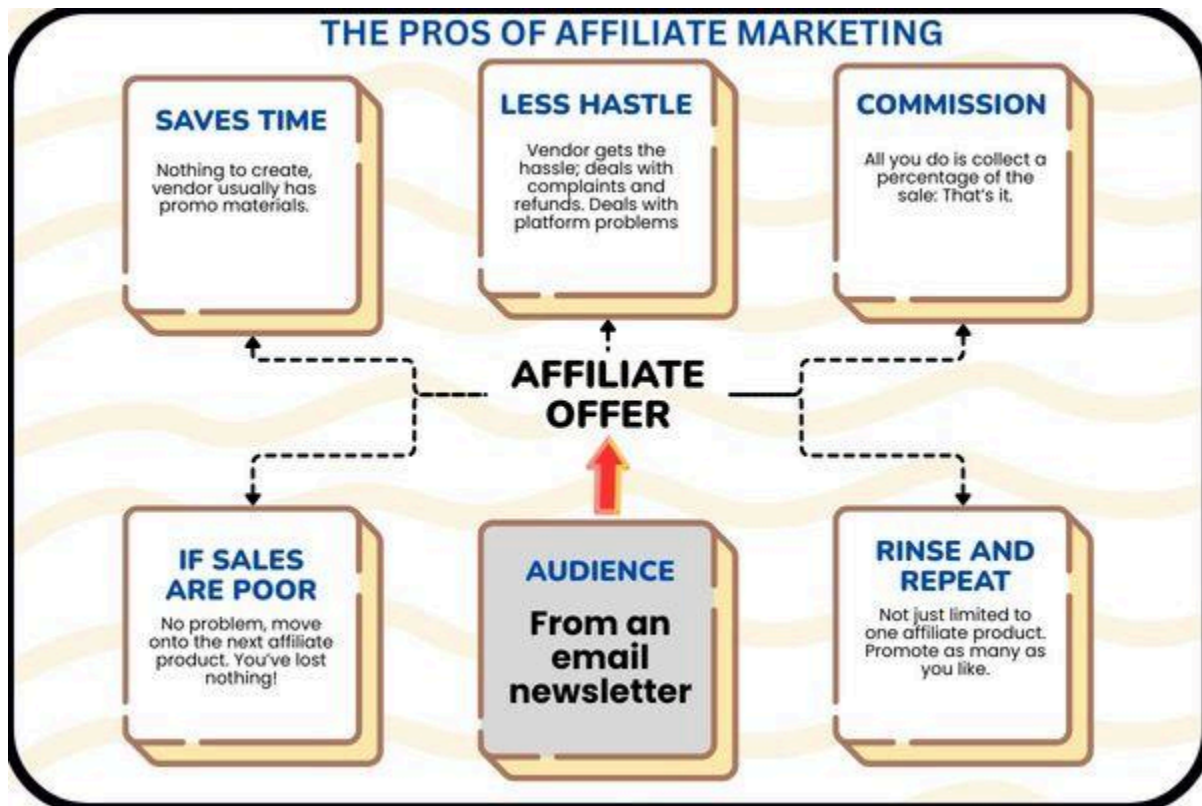 THE PROS OF AFFILIATE MARKETING
SAVES TIME
Nothing to create,
vendor usually has
promo materials.
LESS HASTLE
Vendor gets the
hassle; deals with
complaints and
refunds. Deals with
platform problems
COMMISSION
All you do is collect a
percentage of the
sale: That's it.
AFFILIATE
OFFER
IF SALES
ARE POOR
No problem, move
onto the next affiliate
product. You've lost
nothing!
AUDIENCE
From an
email
newsletter
RINSE AND
REPEAT
Not just limited to
one affiliate product.
Promote as many as
you like.